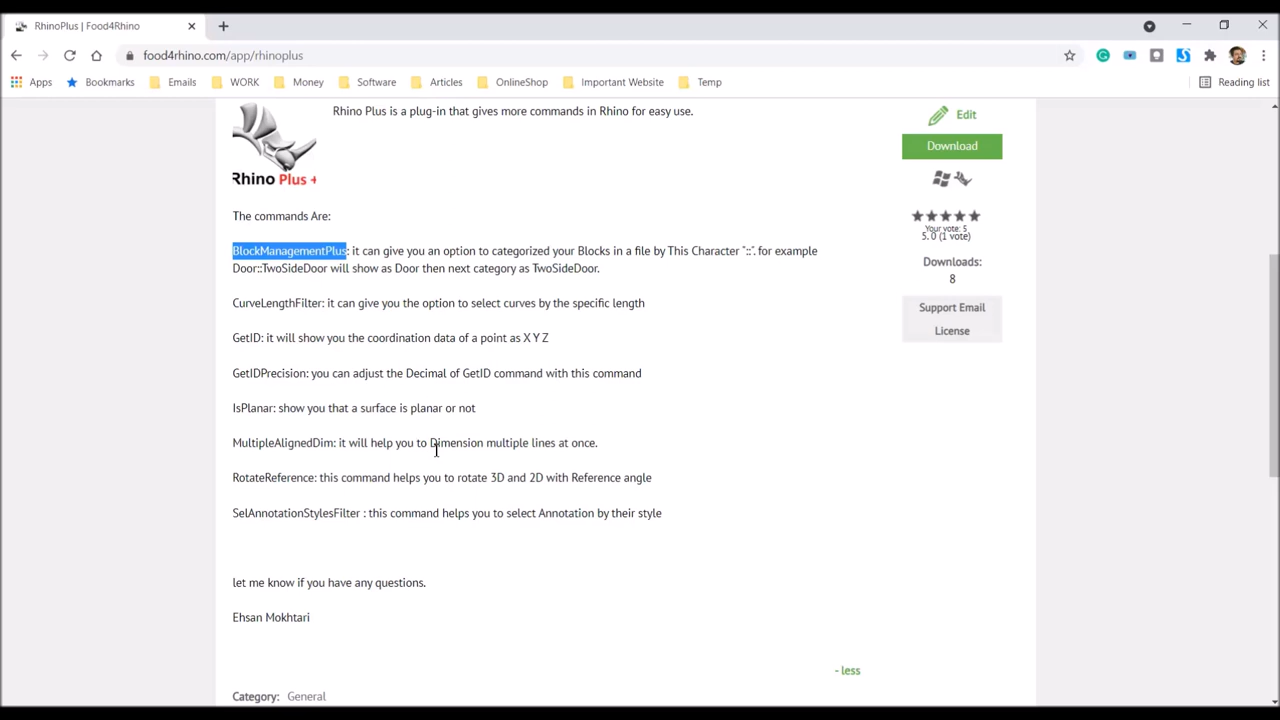 RhinoPlus | Food4Rhino
food4rhino.com/app/rhinoplus
Apps Bookmarks Emails WORK Money Software Articles OnlineShop Important Website Temp Reading list
Rhino Plus is a plug-in that gives more commands in Rhino for easy use.
Edit
Download
Rhino Plus +
The commands Are:
Your vote: 5
5.0 (1 vote)
BlockManagementPlus: it can give you an option to categorized your Blocks in a file by This Character "::". for example
Door::TwoSideDoor will show as Door then next category as TwoSideDoor.
Downloads:
8
CurveLengthFilter: it can give you the option to select curves by the specific length
Support Email
License
GetID: it will show you the coordination data of a point as X Y Z
GetIDPrecision: you can adjust the Decimal of GetID command with this command
IsPlanar: show you that a surface is planar or not
MultipleAlignedDim: it will help you to Dimension multiple lines at once.
RotateReference: this command helps you to rotate 3D and 2D with Reference angle
SelAnnotationStylesFilter : this command helps you to select Annotation by their style
let me know if you have any questions.
Ehsan Mokhtari
- less
Category: General